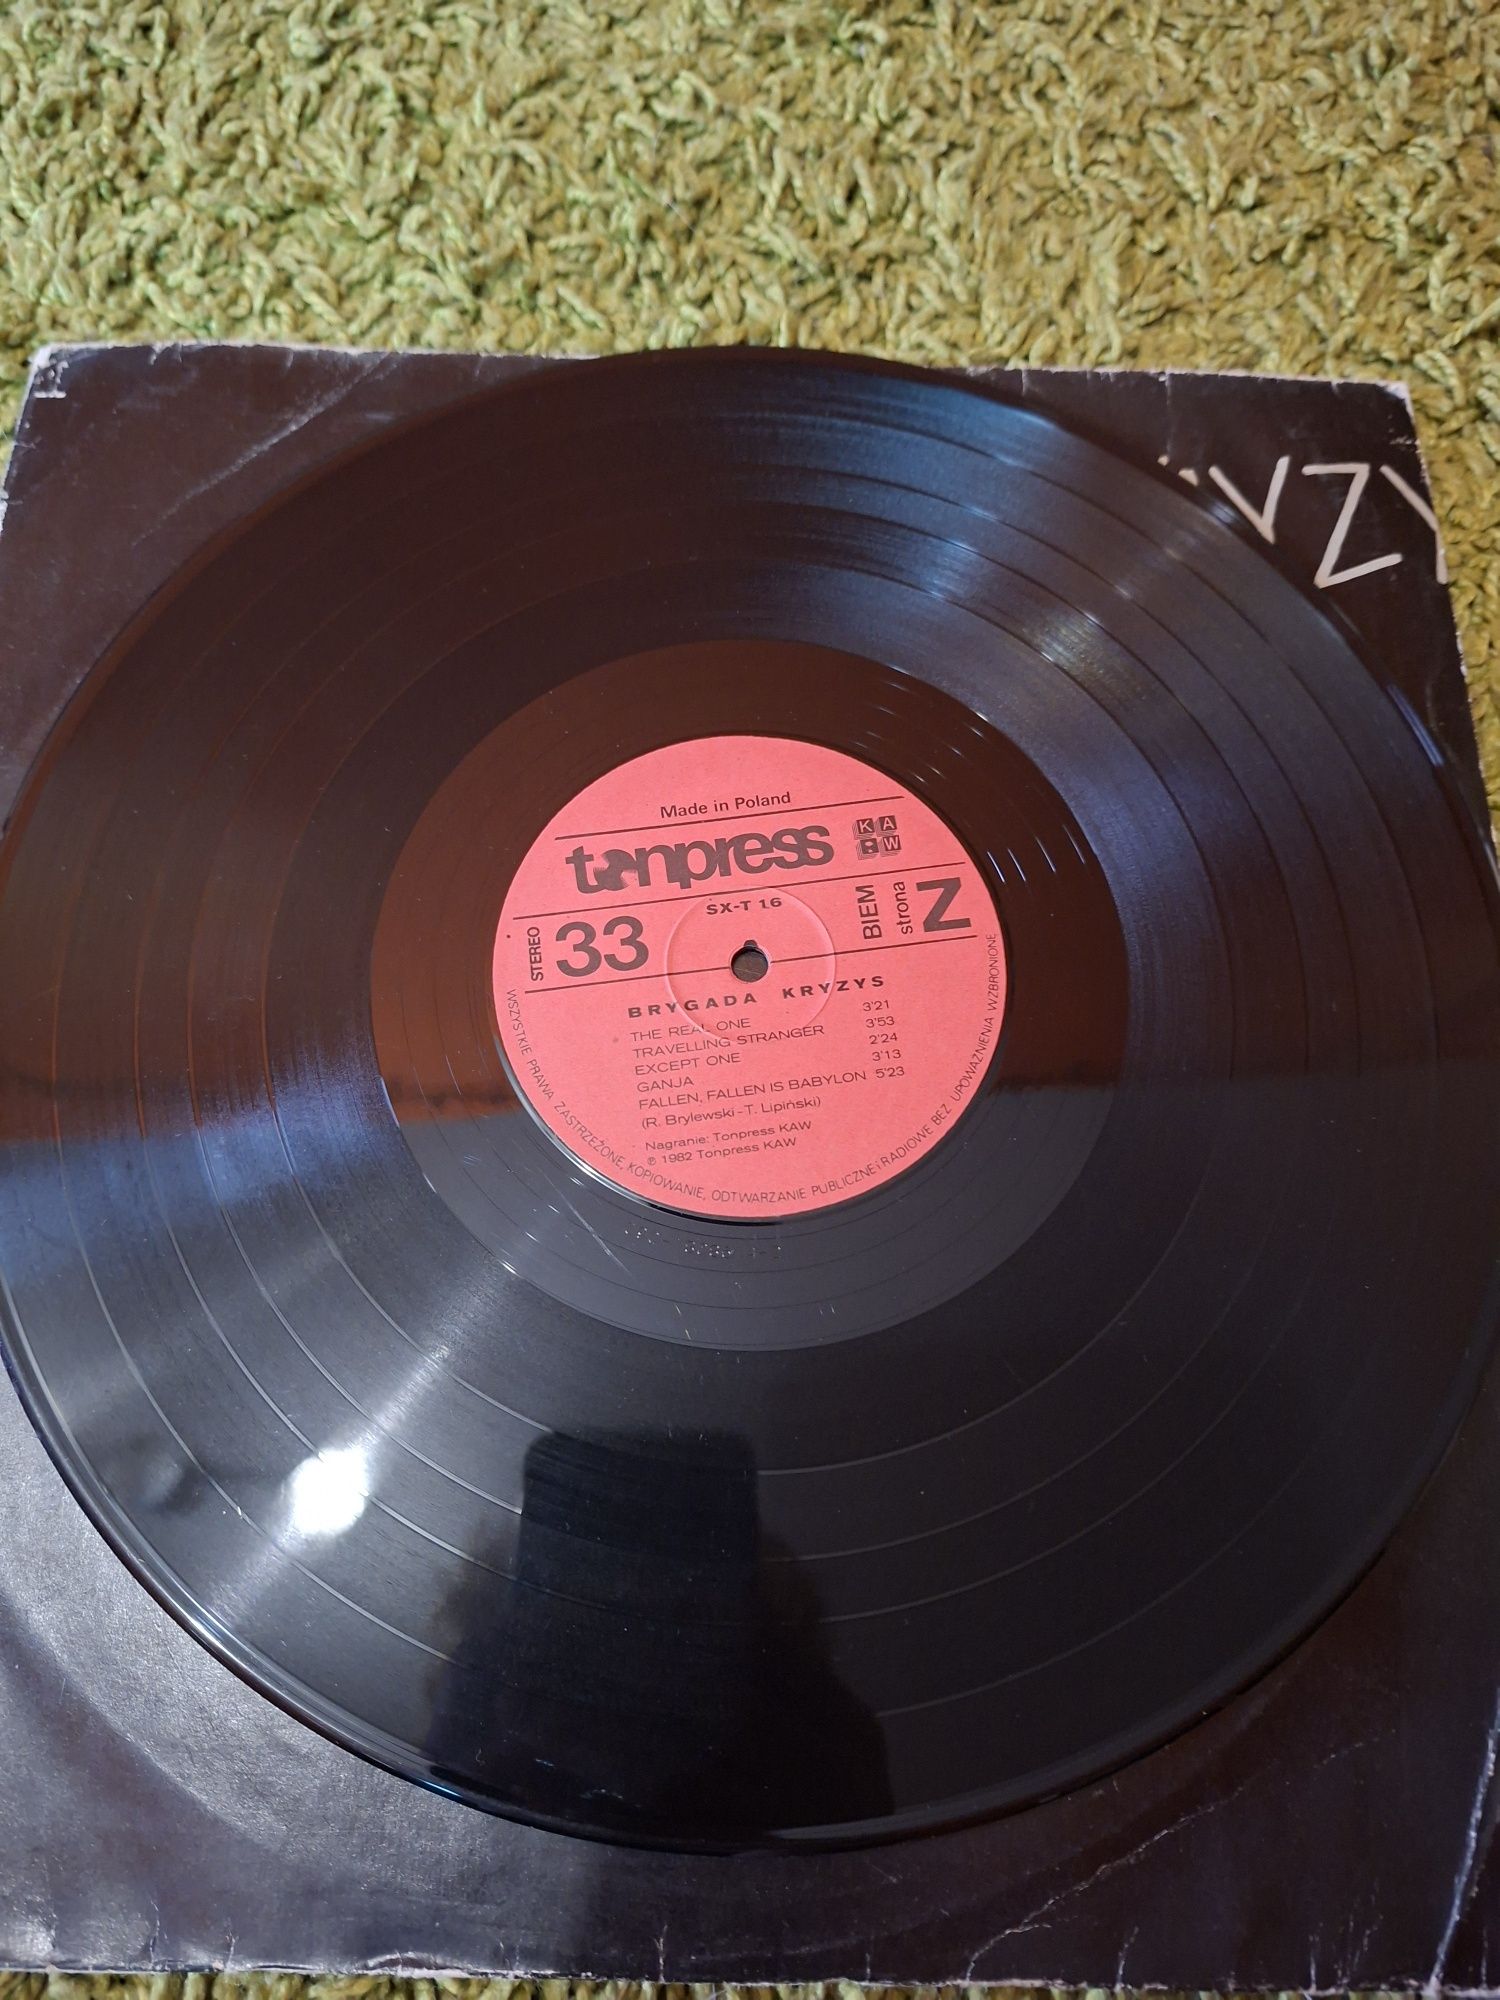 VZY
Made in Poland
tonpress
KAW
STEREO
33
SX-T 16
BIEM
strona
Z
BRYGADA KRYZYS
THE REAL ONE 3'21
TRAVELLING STRANGER 3'53
EXCEPT ONE 2'24
GANJA 3'13
FALLEN, FALLEN IS BABYLON 5'23
(R. Brylewski-T. Lipiński)
Nagranie: Tonpress KAW
℗ 1982 Tonpress KAW
WSZYSTKIE PRAWA ZASTRZEŻONE, KOPIOWANIE, ODTWARZANIE PUBLICZNE i RADIOWE BEZ UPOWAŻNIENIA WZBRONIONE